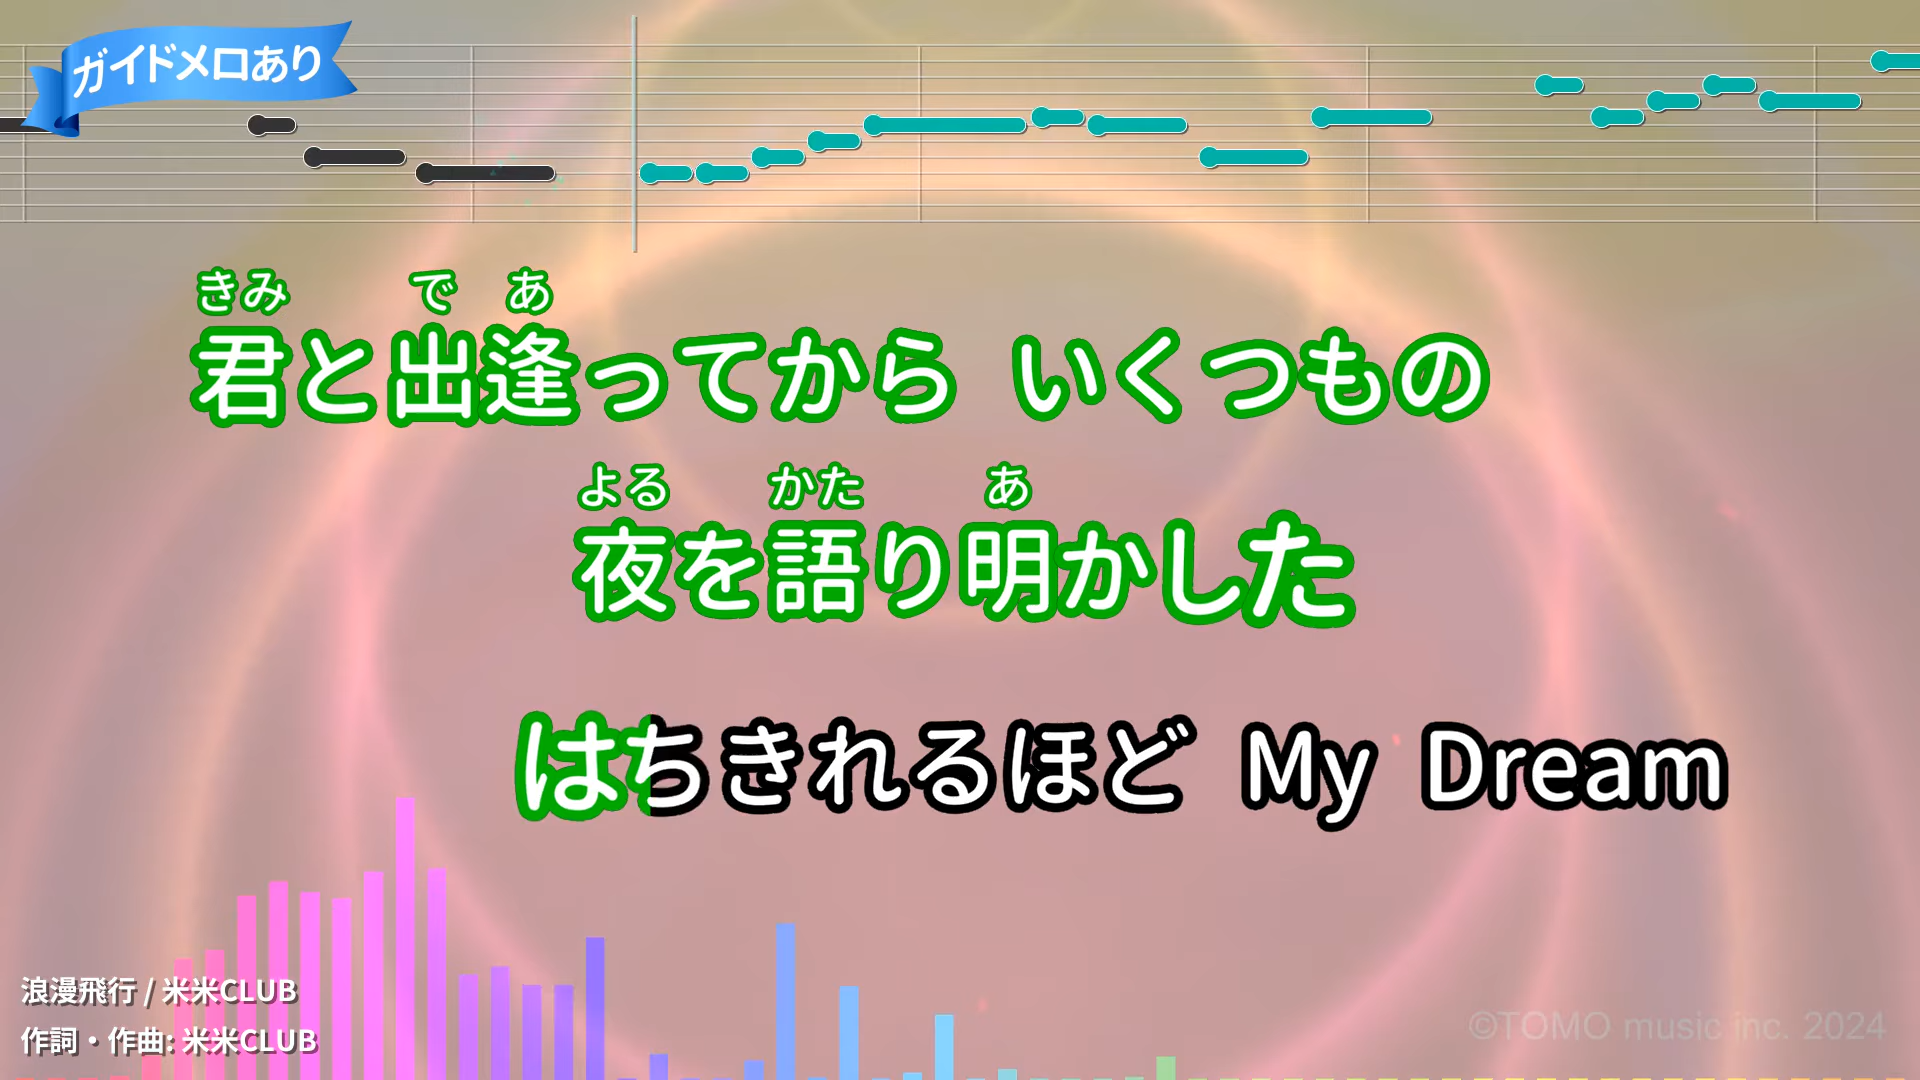 ガイドメロあり
きみ で あ
君と出逢ってから いくつもの
よる かた あ
夜を語り明かした
はちきれるほど My Dream
浪漫飛行 / 米米CLUB
作詞・作曲: 米米CLUB
©TOMO music inc. 2024